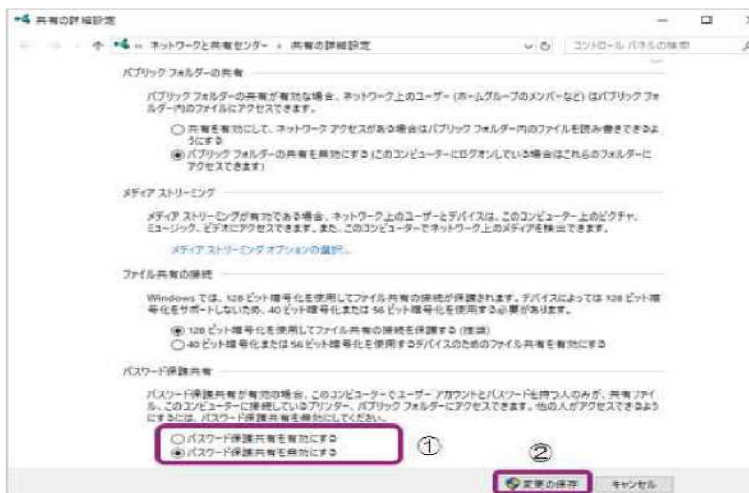 共有の詳細設定
ネットワークと共有センター › 共有の詳細設定
コントロール パネルの検索
パブリック フォルダーの共有
パブリック フォルダーの共有が有効な場合、ネットワーク上のユーザー (ホームグループのメンバーなど) はパブリック フォ
ルダー内のファイルにアクセスできます。
共有を有効にして、ネットワーク アクセスがある場合はパブリック フォルダー内のファイルを読み書きできるよ
うにする
パブリック フォルダーの共有を無効にする (このコンピューターにログオンしている場合はこれらのフォルダーに
アクセスできます)
メディア ストリーミング
メディア ストリーミングが有効である場合、ネットワーク上のユーザーとデバイスは、このコンピューター上のピクチャ、
ミュージック、ビデオにアクセスできます。また、このコンピューターでネットワーク上のメディアを検出できます。
メディア ストリーミング オプションの選択...
ファイル共有の接続
Windows では、128 ビット暗号化を使用してファイル共有の接続が保護されます。デバイスによっては 128 ビット暗
号化をサポートしないため、40 ビット暗号化または 56 ビット暗号化を使用する必要があります。
128 ビット暗号化を使用してファイル共有の接続を保護する (推奨)
40 ビット暗号化または 56 ビット暗号化を使用するデバイスのためのファイル共有を有効にする
パスワード保護共有
パスワード保護共有が有効の場合、このコンピューターでユーザー アカウントとパスワードを持つ人のみが、共有ファイ
ル、このコンピューターに接続しているプリンター、パブリック フォルダーにアクセスできます。他の人がアクセスできるよう
にするには、パスワード保護共有を無効にしてください。
パスワード保護共有を有効にする
パスワード保護共有を無効にする
①
②
変更の保存
キャンセル